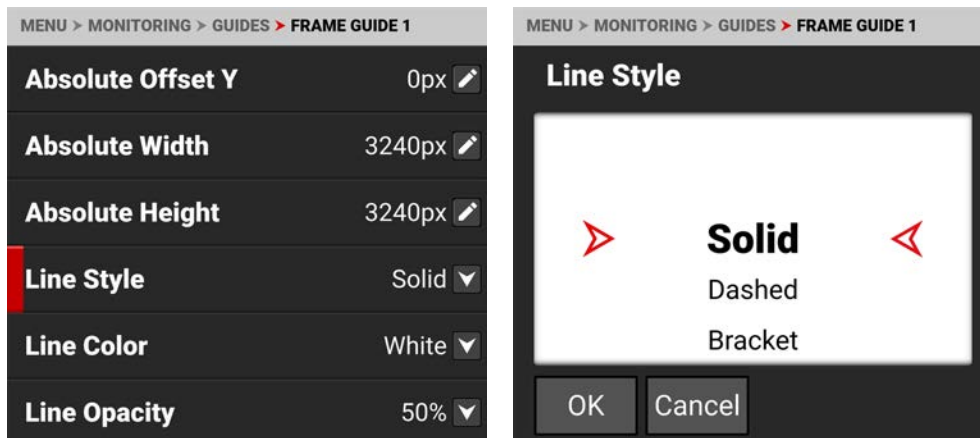 MENU > MONITORING > GUIDES > FRAME GUIDE 1
Absolute Offset Y 0px
Absolute Width 3240px
Absolute Height 3240px
Line Style Solid
Line Color White
Line Opacity 50%
MENU > MONITORING > GUIDES > FRAME GUIDE 1
Line Style
Solid
Dashed
Bracket
OK Cancel